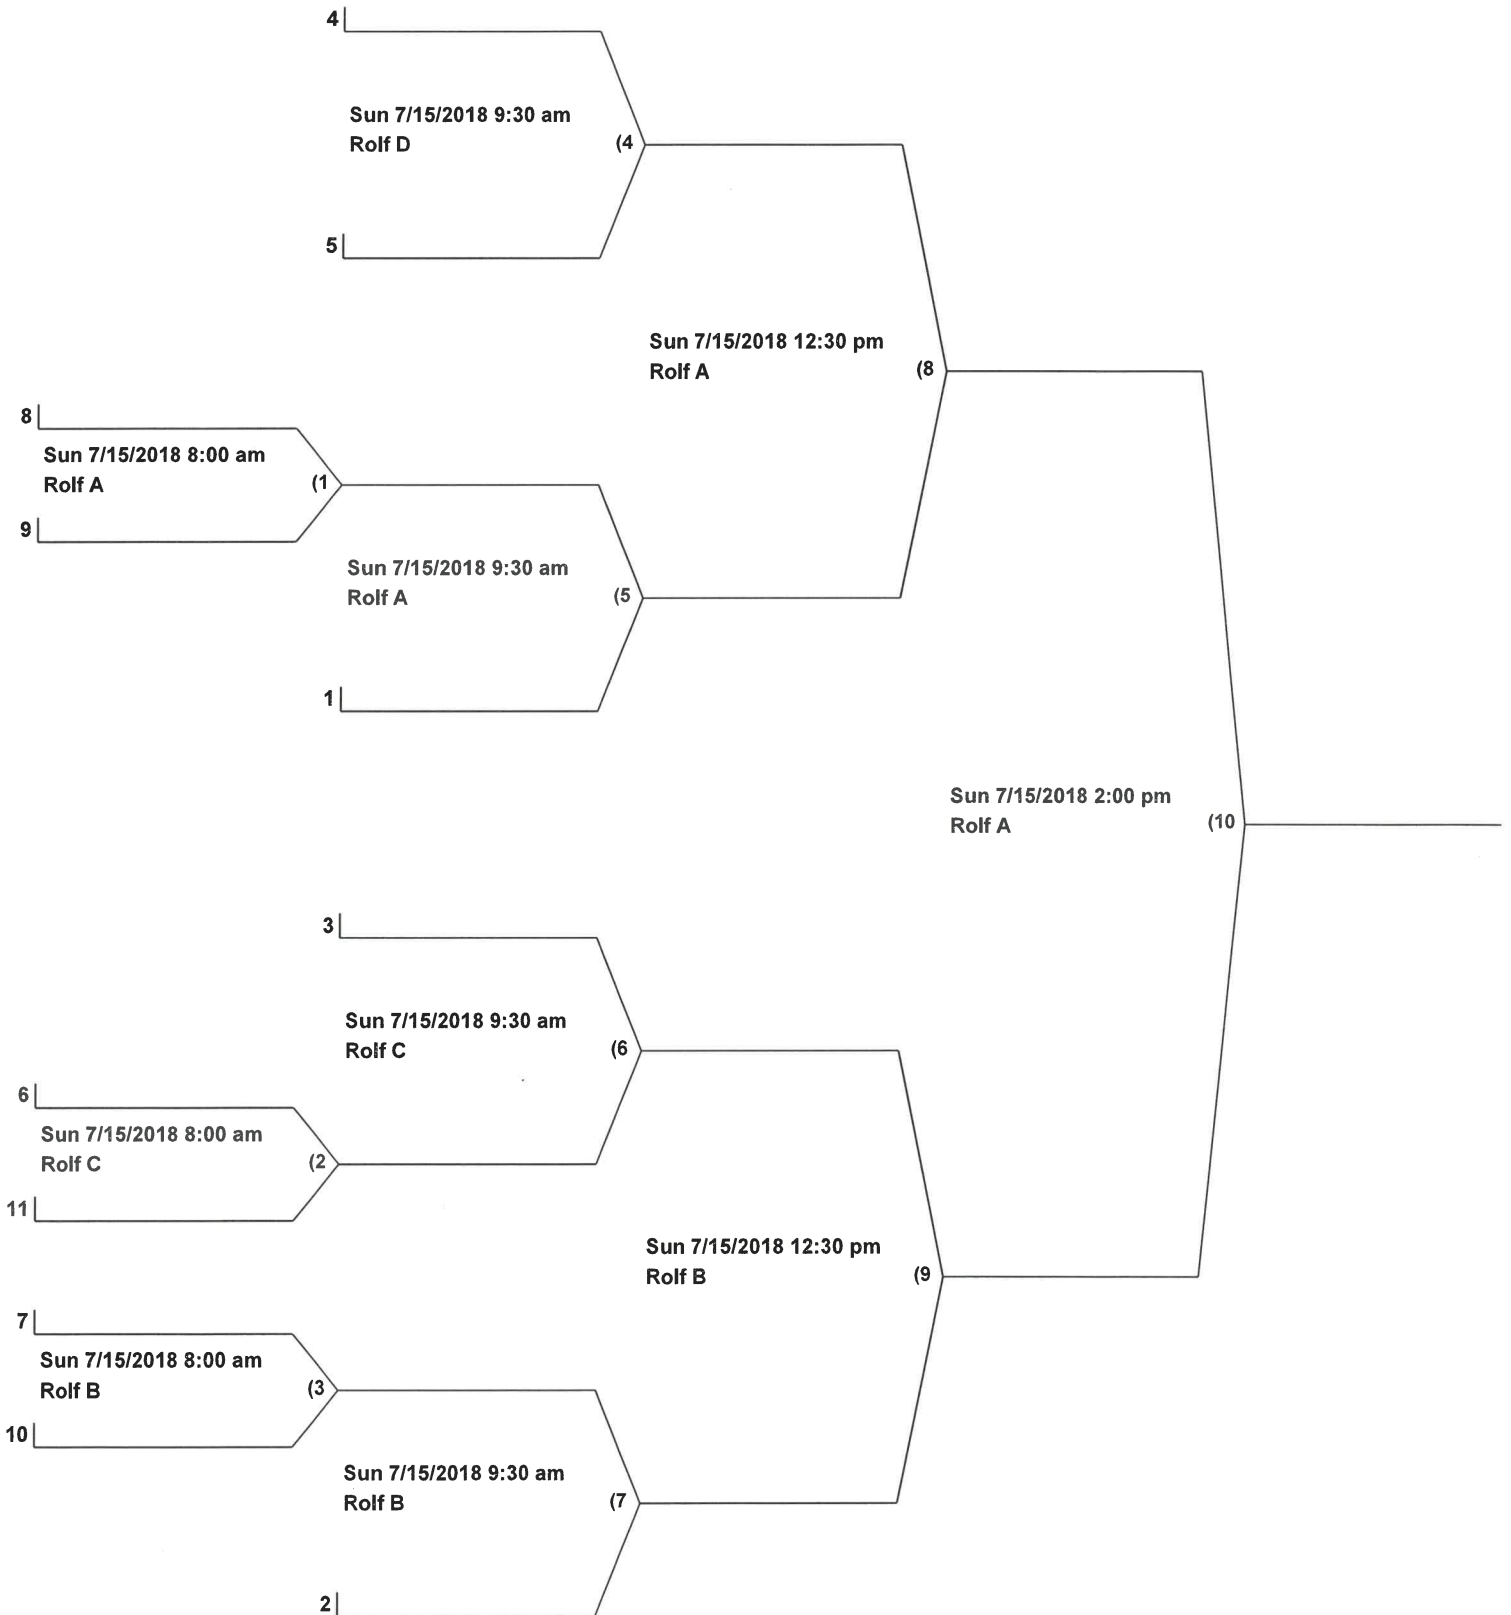 4
Sun 7/15/2018 9:30 am
Rolf D
(4
5
Sun 7/15/2018 12:30 pm
Rolf A
(8
8
Sun 7/15/2018 8:00 am
Rolf A
(1
9
Sun 7/15/2018 9:30 am
Rolf A
(5
1
Sun 7/15/2018 2:00 pm
Rolf A
(10
3
Sun 7/15/2018 9:30 am
Rolf C
(6
6
Sun 7/15/2018 8:00 am
Rolf C
(2
11
Sun 7/15/2018 12:30 pm
Rolf B
(9
7
Sun 7/15/2018 8:00 am
Rolf B
(3
10
Sun 7/15/2018 9:30 am
Rolf B
(7
2